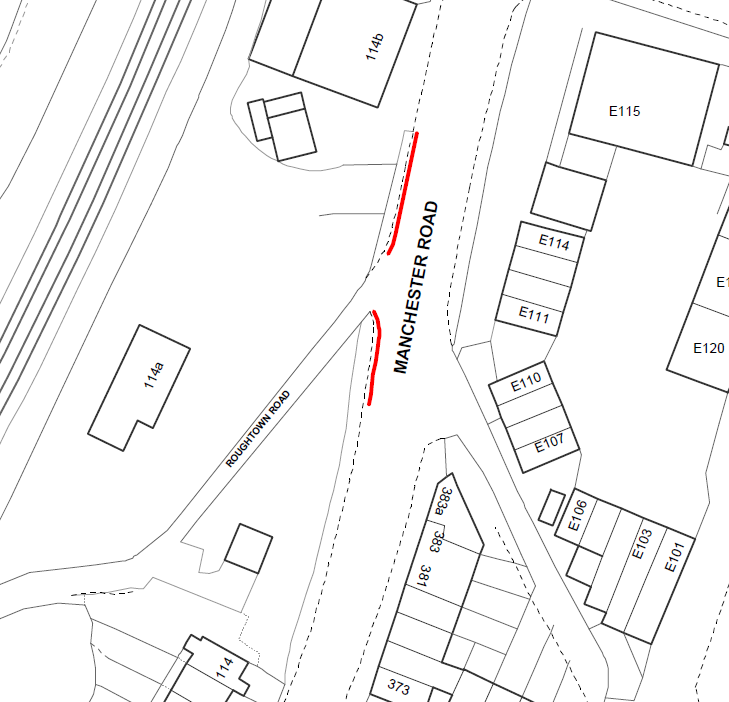 114b
E115
E114
E111
MANCHESTER ROAD
E1
E120
114a
E110
E107
ROUGHTOWN ROAD
383a
383
381
E106
E103
E101
114
373